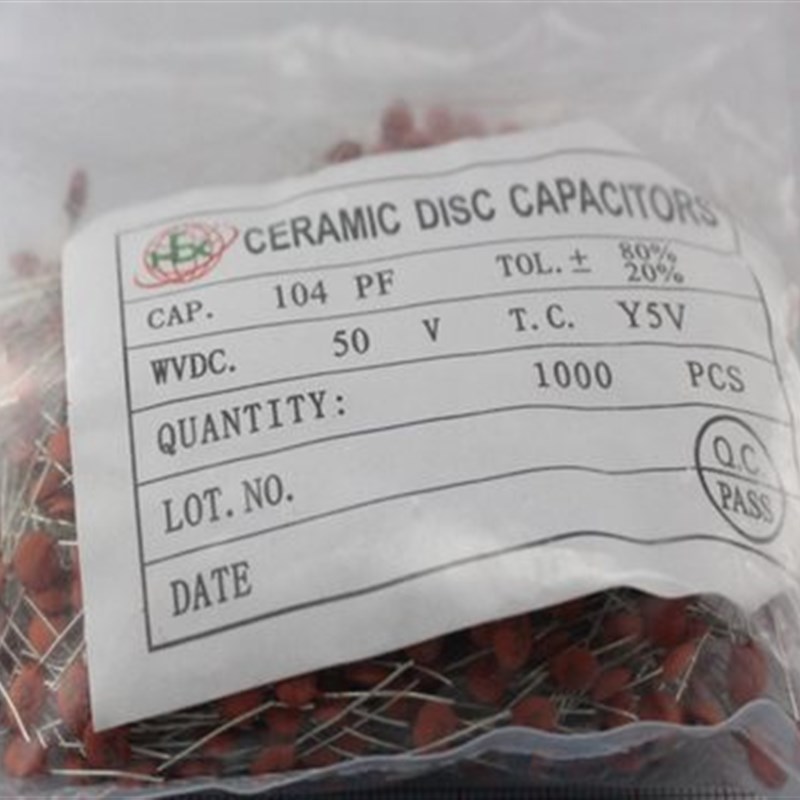 HEC
CERAMIC DISC CAPACITORS
CAP. 104 PF TOL. ± 80% 20%
WVDC. 50 V T.C. Y5V
QUANTITY: 1000 PCS
LOT. NO.
Q.C.
PASS
DATE